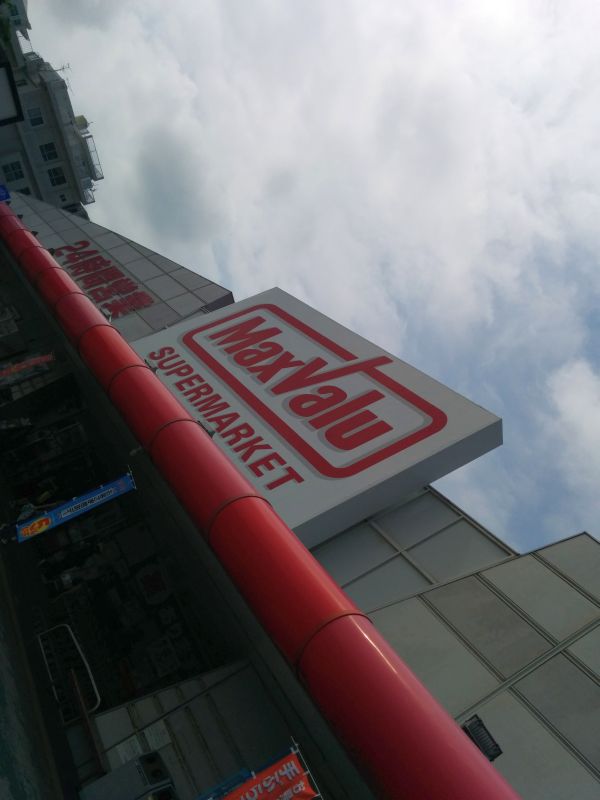 24時間営業
MaxValu
SUPERMARKET